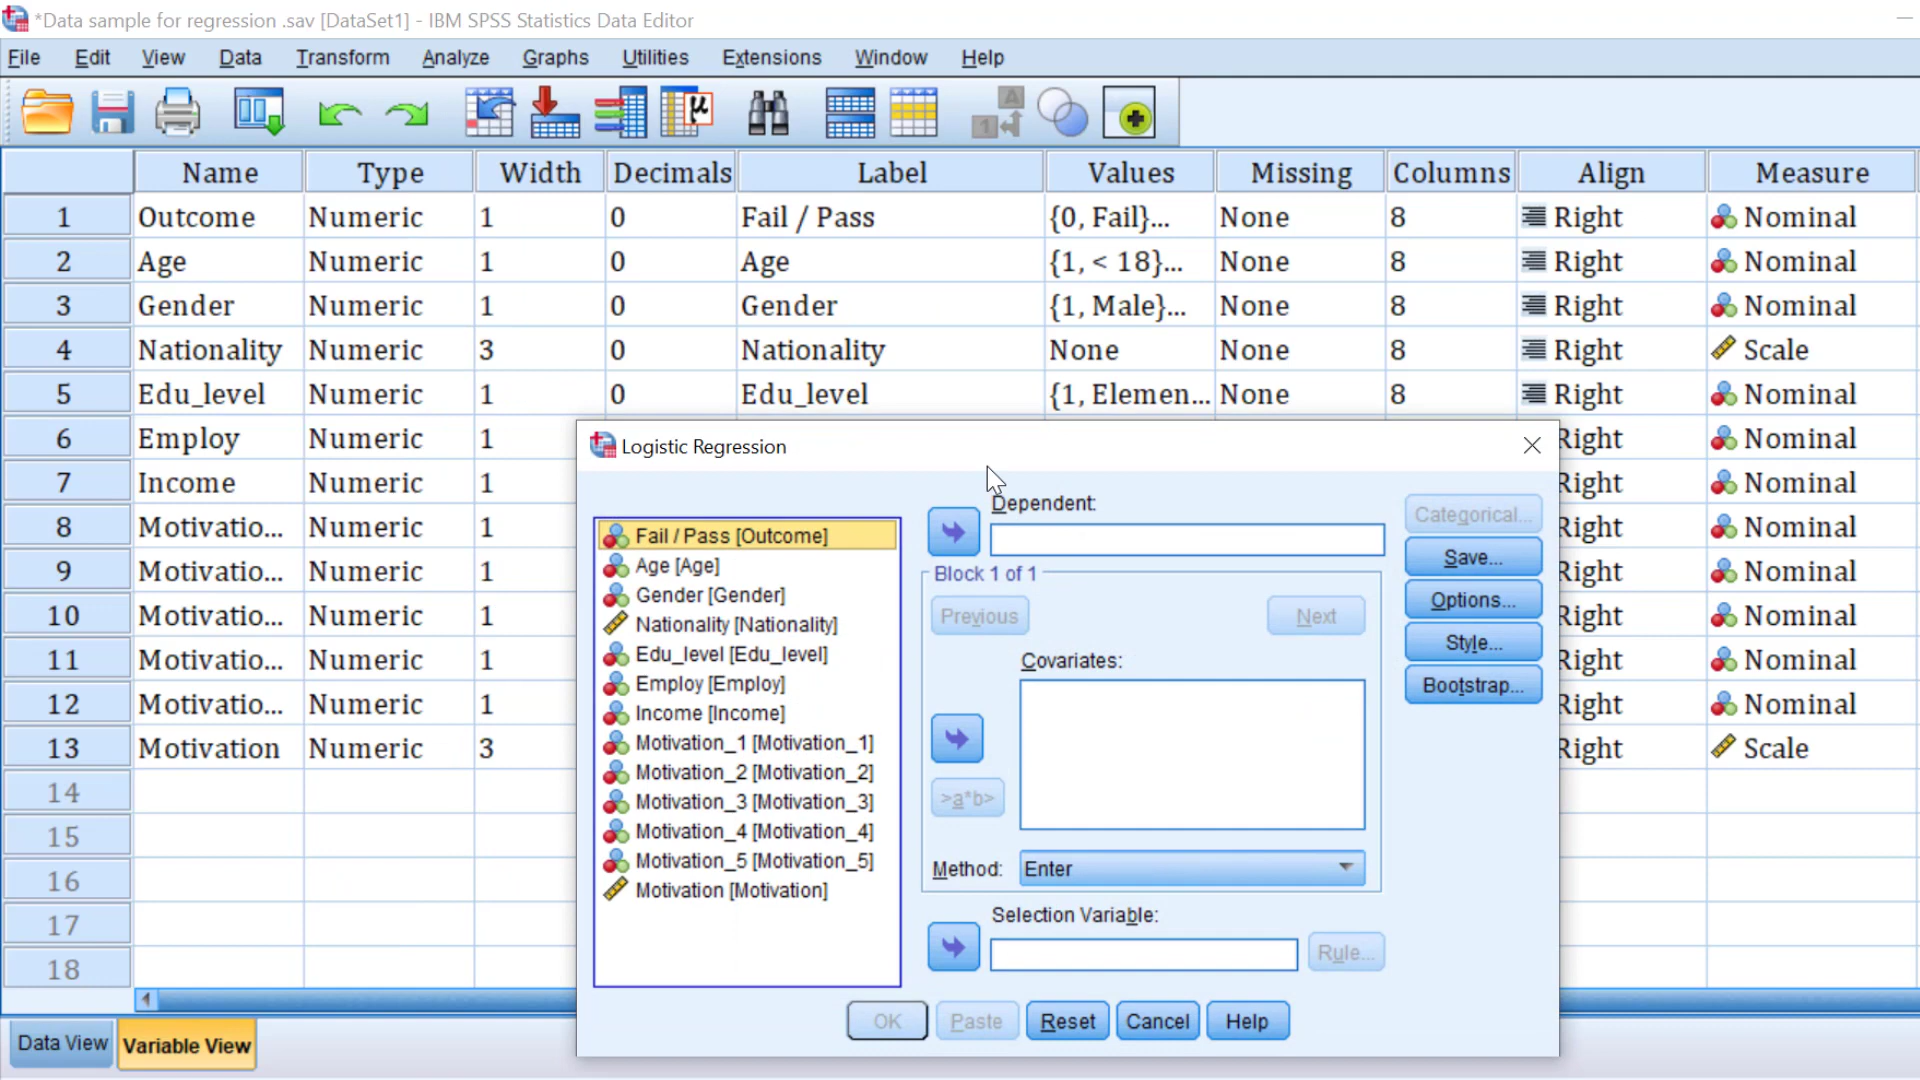 *Data sample for regression .sav [DataSet1] - IBM SPSS Statistics Data Editor
File Edit View Data Transform Analyze Graphs Utilities Extensions Window Help
Name Type Width Decimals Label Values Missing Columns Align Measure
1 Outcome Numeric 1 0 Fail / Pass {0, Fail}... None 8 Right Nominal
2 Age Numeric 1 0 Age {1, < 18}... None 8 Right Nominal
3 Gender Numeric 1 0 Gender {1, Male}... None 8 Right Nominal
4 Nationality Numeric 3 0 Nationality None None 8 Right Scale
5 Edu_level Numeric 1 0 Edu_level {1, Elemen... None 8 Right Nominal
6 Employ Numeric 1 Right Nominal
7 Income Numeric 1 Right Nominal
8 Motivatio... Numeric 1 Right Nominal
9 Motivatio... Numeric 1 Right Nominal
10 Motivatio... Numeric 1 Right Nominal
11 Motivatio... Numeric 1 Right Nominal
12 Motivatio... Numeric 1 Right Nominal
13 Motivation Numeric 3 Right Scale
14
15
16
17
18
Data View Variable View
Logistic Regression
Fail / Pass [Outcome]
Age [Age]
Gender [Gender]
Nationality [Nationality]
Edu_level [Edu_level]
Employ [Employ]
Income [Income]
Motivation_1 [Motivation_1]
Motivation_2 [Motivation_2]
Motivation_3 [Motivation_3]
Motivation_4 [Motivation_4]
Motivation_5 [Motivation_5]
Motivation [Motivation]
Dependent:
Block 1 of 1
Previous Next
Covariates:
>a*b>
Method: Enter
Selection Variable:
Rule...
Categorical...
Save...
Options...
Style...
Bootstrap...
OK Paste Reset Cancel Help